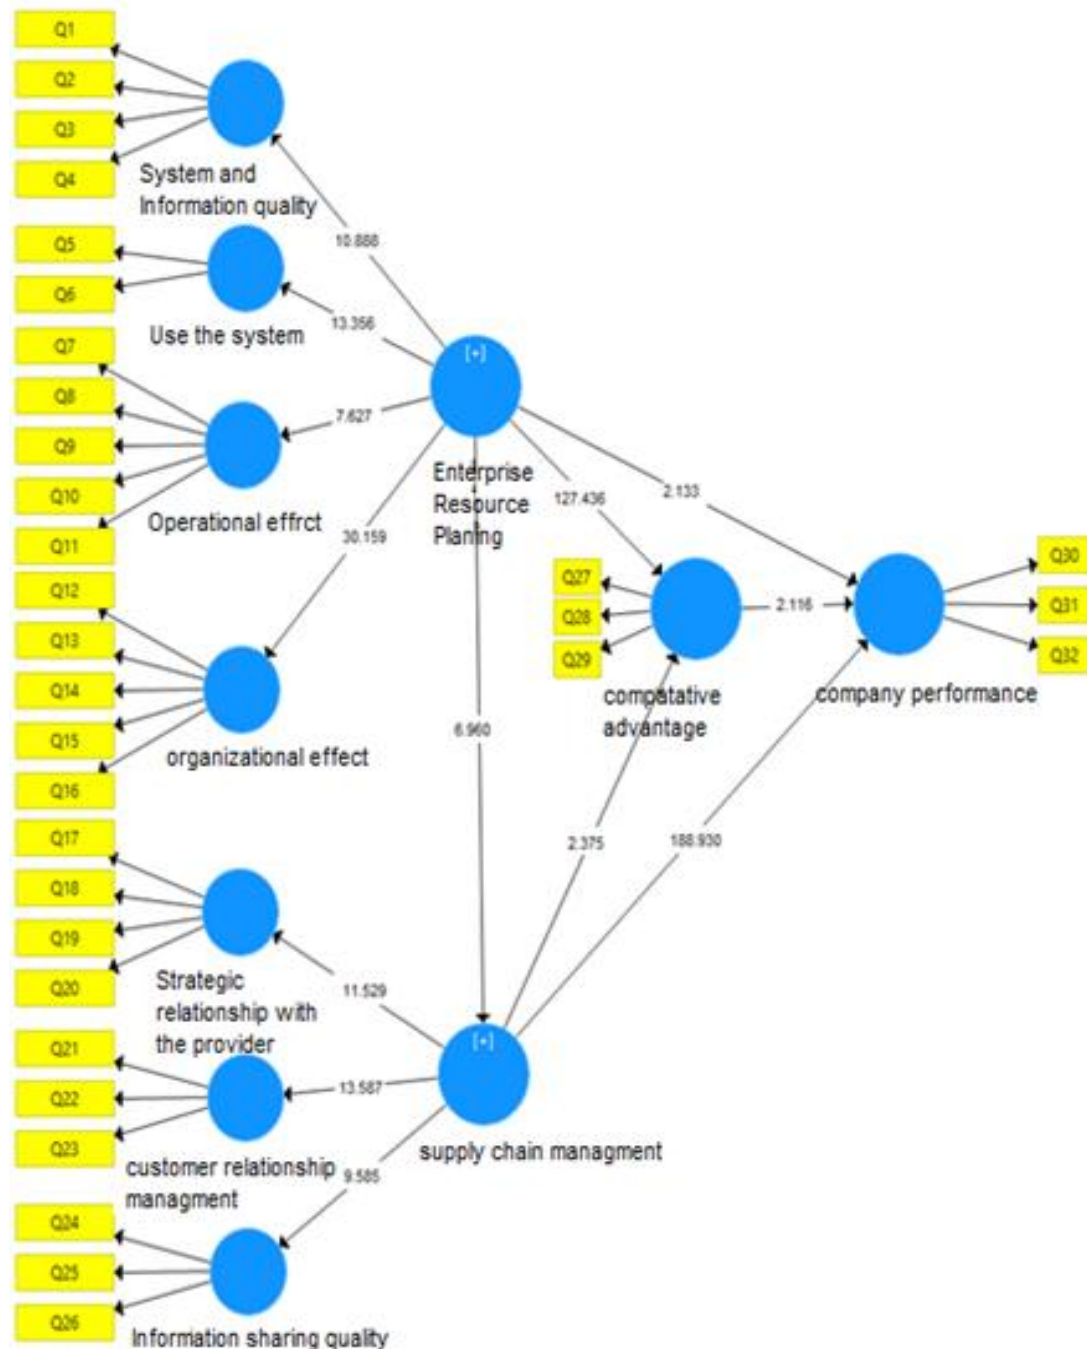 Q1
Q2
Q3
Q4
System and
Information quality
10.888
Q5
Q6
Use the system
13.356
Q7
Q8
Q9
Q10
Q11
Operational effrct
7.627
[+]
Enterprise
Resource
Planing
127.436
2.133
30.159
Q12
Q13
Q14
Q15
Q16
organizational effect
Q27
Q28
Q29
compatative
advantage
2.116
Q30
Q31
Q32
company performance
6.960
2.375
188.930
Q17
Q18
Q19
Q20
Strategic
relationship with
the provider
11.529
Q21
Q22
Q23
customer relationship
managment
13.587
[+]
supply chain managment
9.585
Q24
Q25
Q26
Information sharing quality